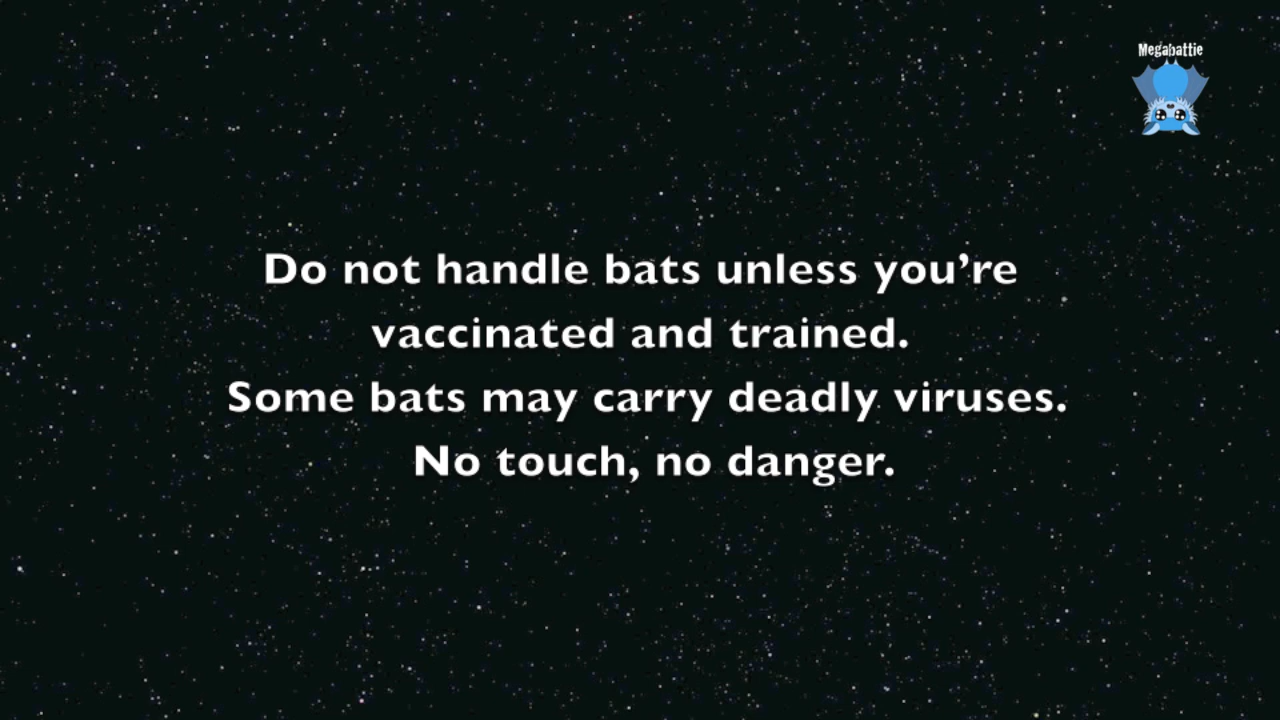 Megabattie
Do not handle bats unless you’re
vaccinated and trained.
Some bats may carry deadly viruses.
No touch, no danger.